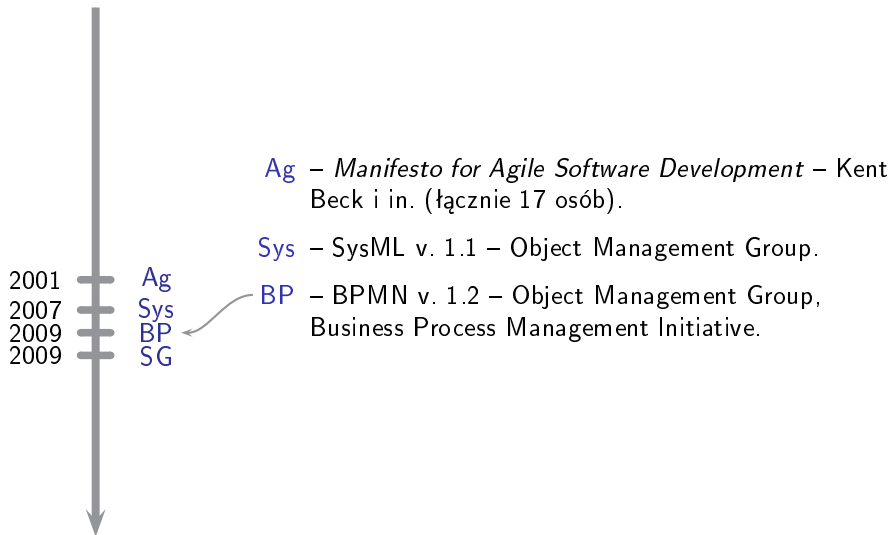 Ag – Manifesto for Agile Software Development – Kent
Beck i in. (łącznie 17 osób).
Sys – SysML v. 1.1 – Object Management Group.
BP – BPMN v. 1.2 – Object Management Group,
Business Process Management Initiative.
2001 Ag
2007 Sys
2009 BP
2009 SG